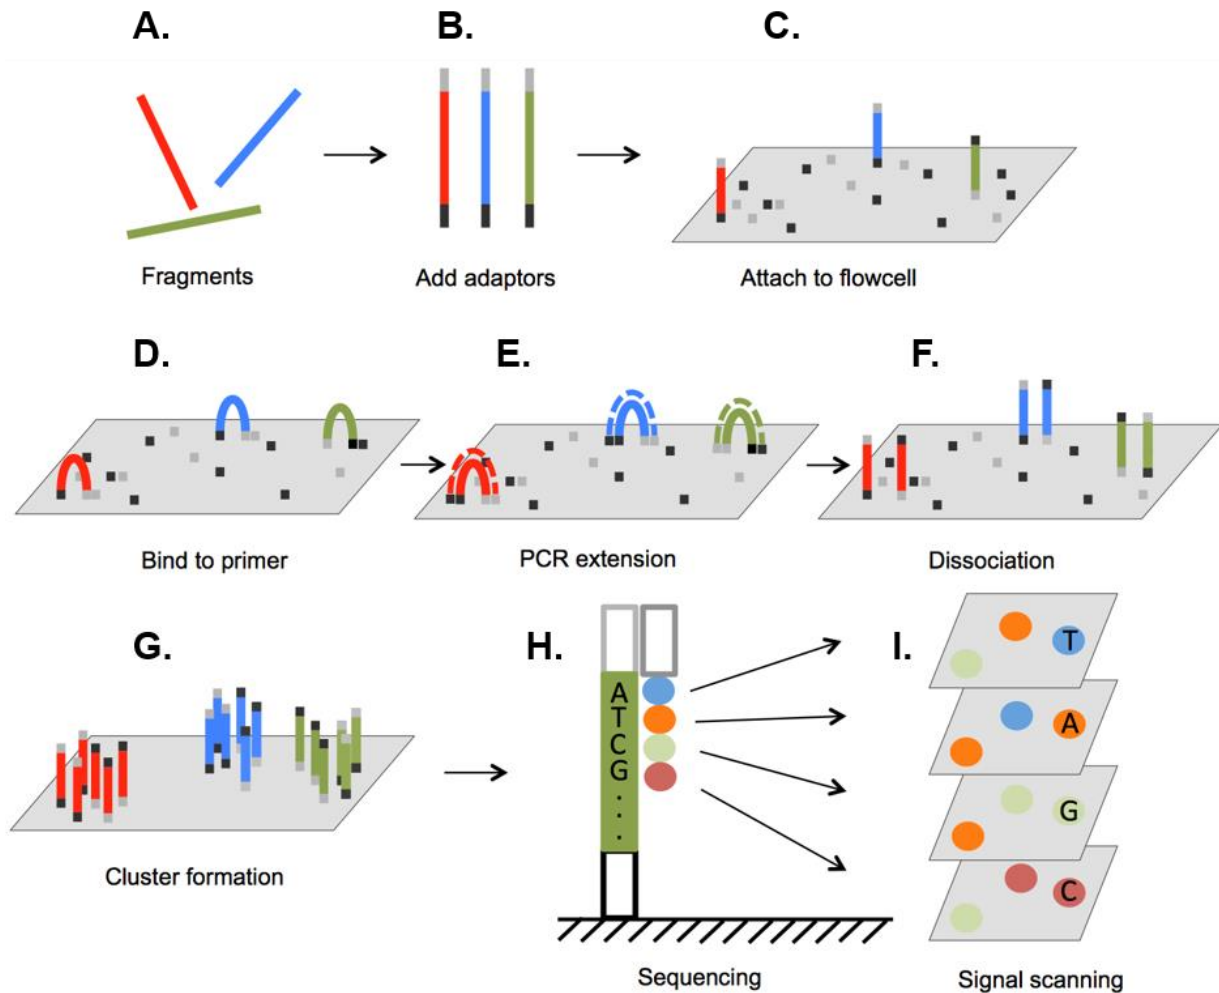 A.
B.
C.
Fragments
Add adaptors
Attach to flowcell
D.
E.
F.
Bind to primer
PCR extension
Dissociation
G.
H.
I.
A
T
C
G
.
.
.
T
A
G
C
Cluster formation
Sequencing
Signal scanning